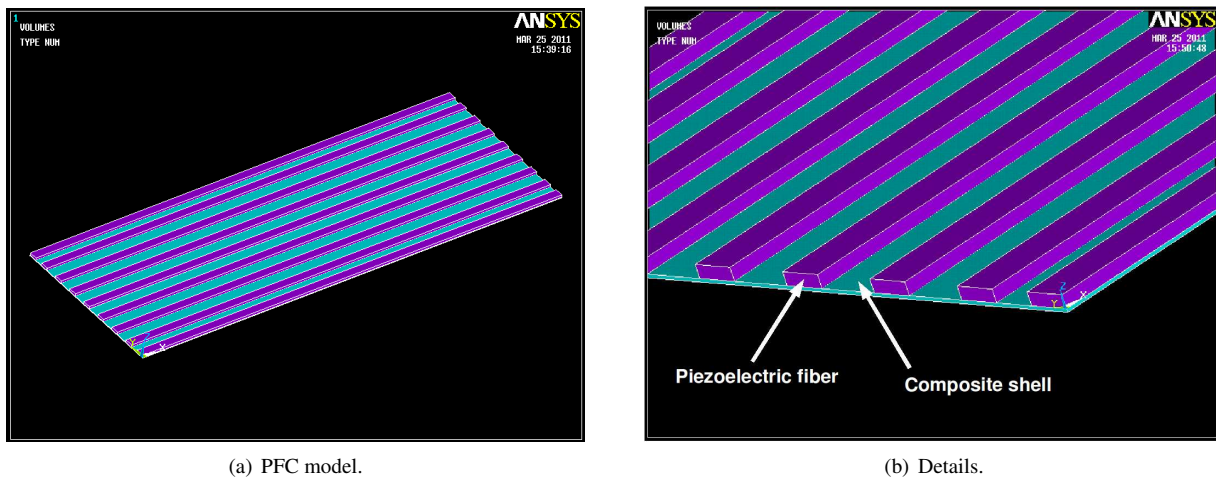 1
VOLUMES
TYPE NUM
ANSYS
MAR 25 2011
15:39:16
Y
Z
X
(a) PFC model.
VOLUMES
TYPE NUM
ANSYS
MAR 25 2011
15:50:48
Z
Y
X
Piezoelectric fiber
Composite shell
(b) Details.